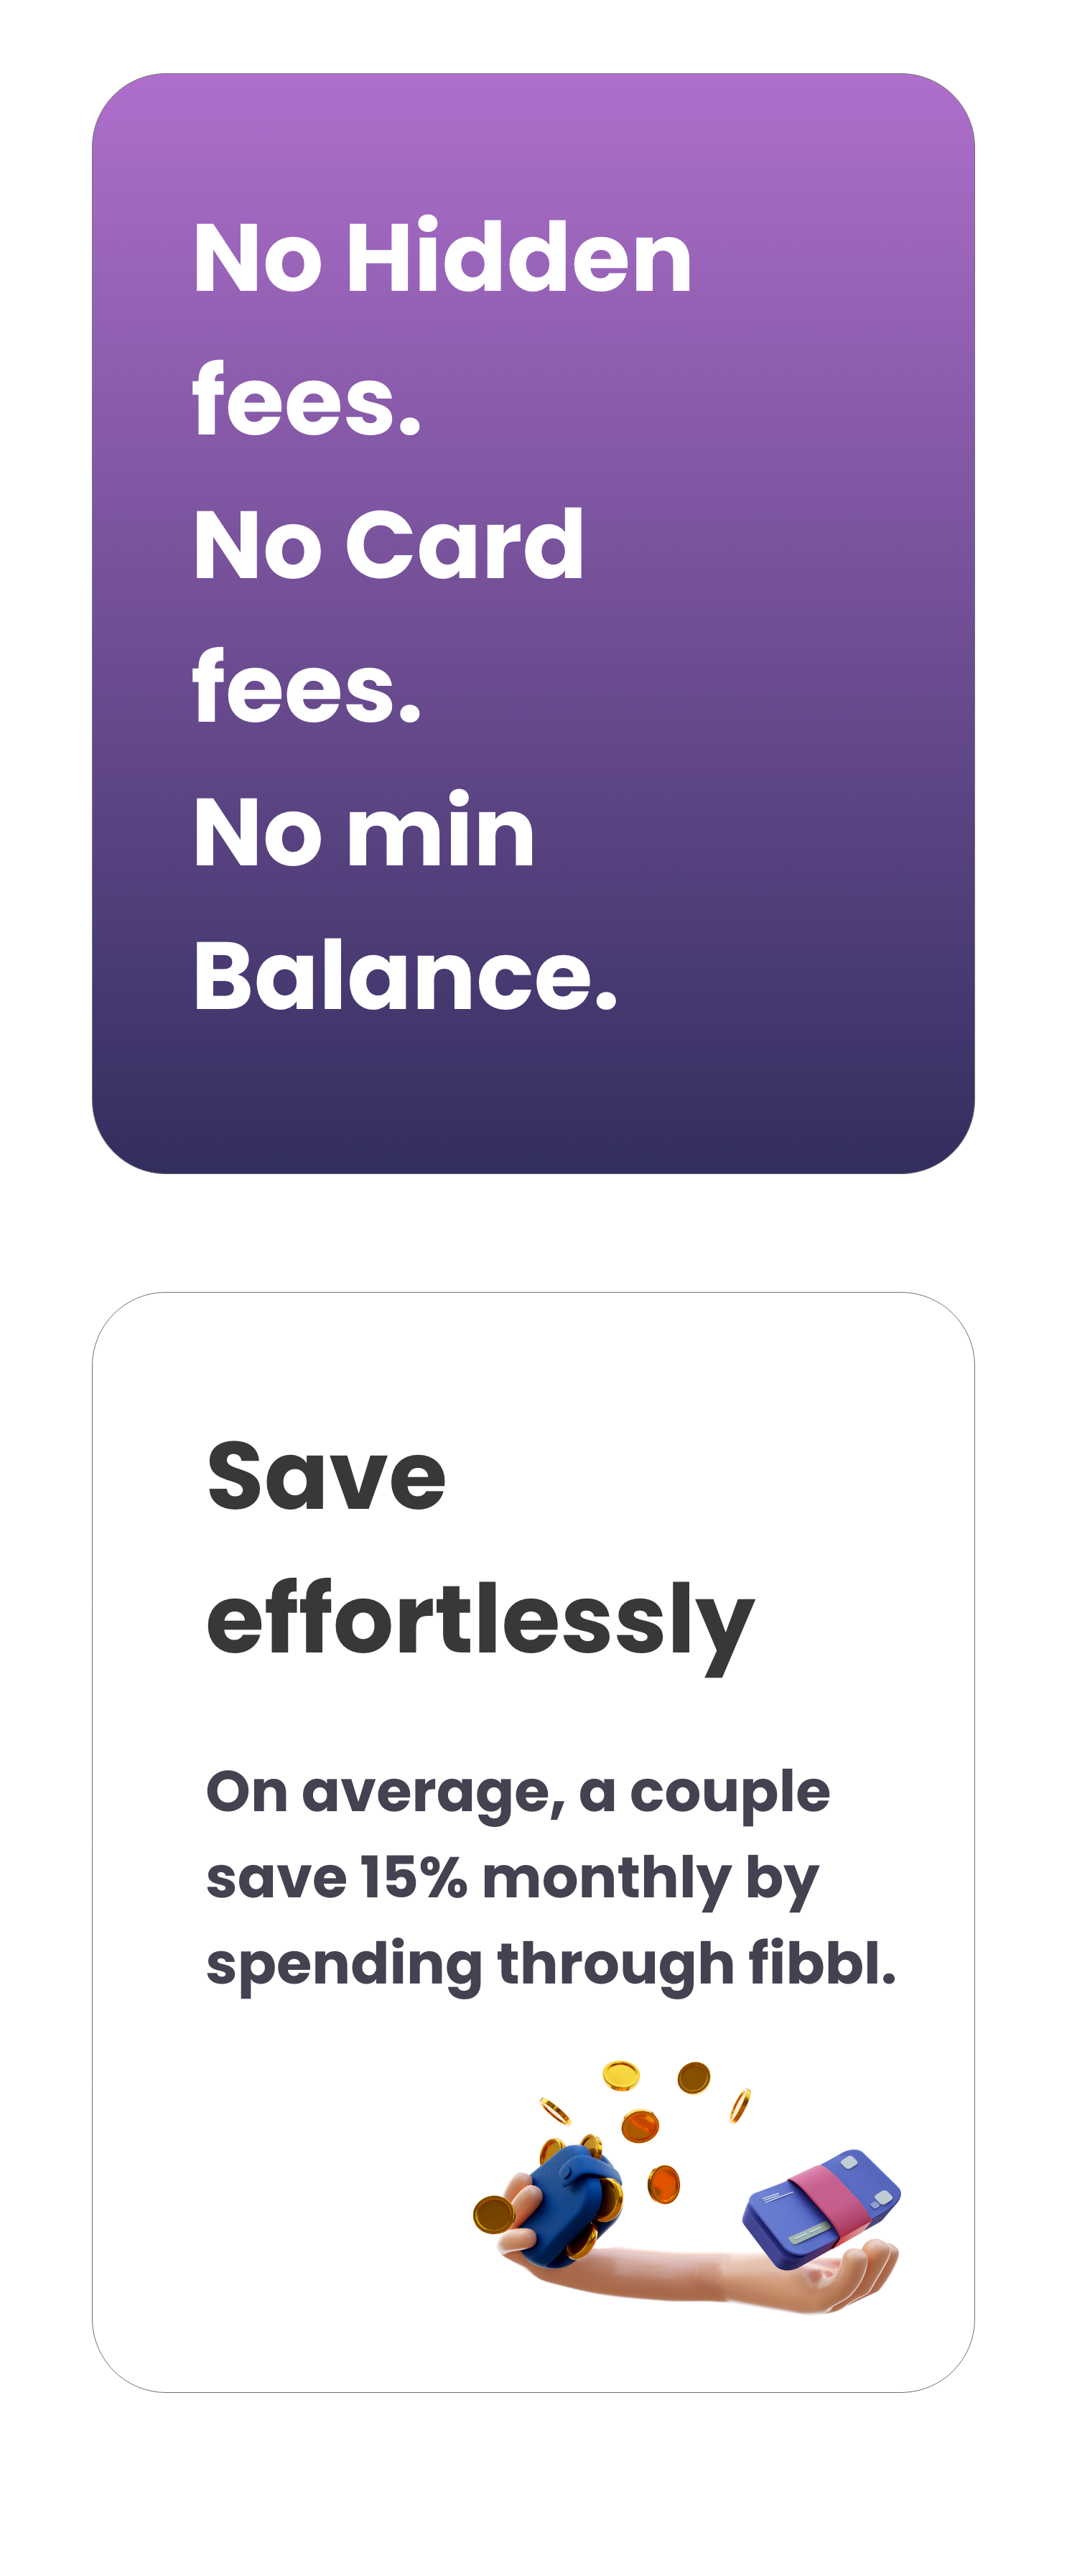 No Hidden
fees.
No Card
fees.
No min
Balance.
Save
effortlessly
On average, a couple
save 15% monthly by
spending through fibbl.